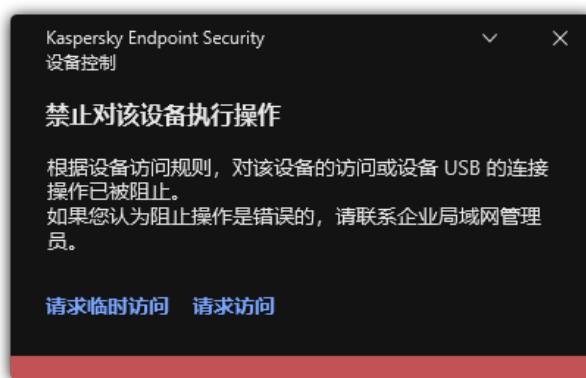 Kaspersky Endpoint Security
设备控制
禁止对该设备执行操作
根据设备访问规则，对该设备的访问或设备 USB 的连接
操作已被阻止。
如果您认为阻止操作是错误的，请联系企业局域网管理
员。
请求临时访问 请求访问